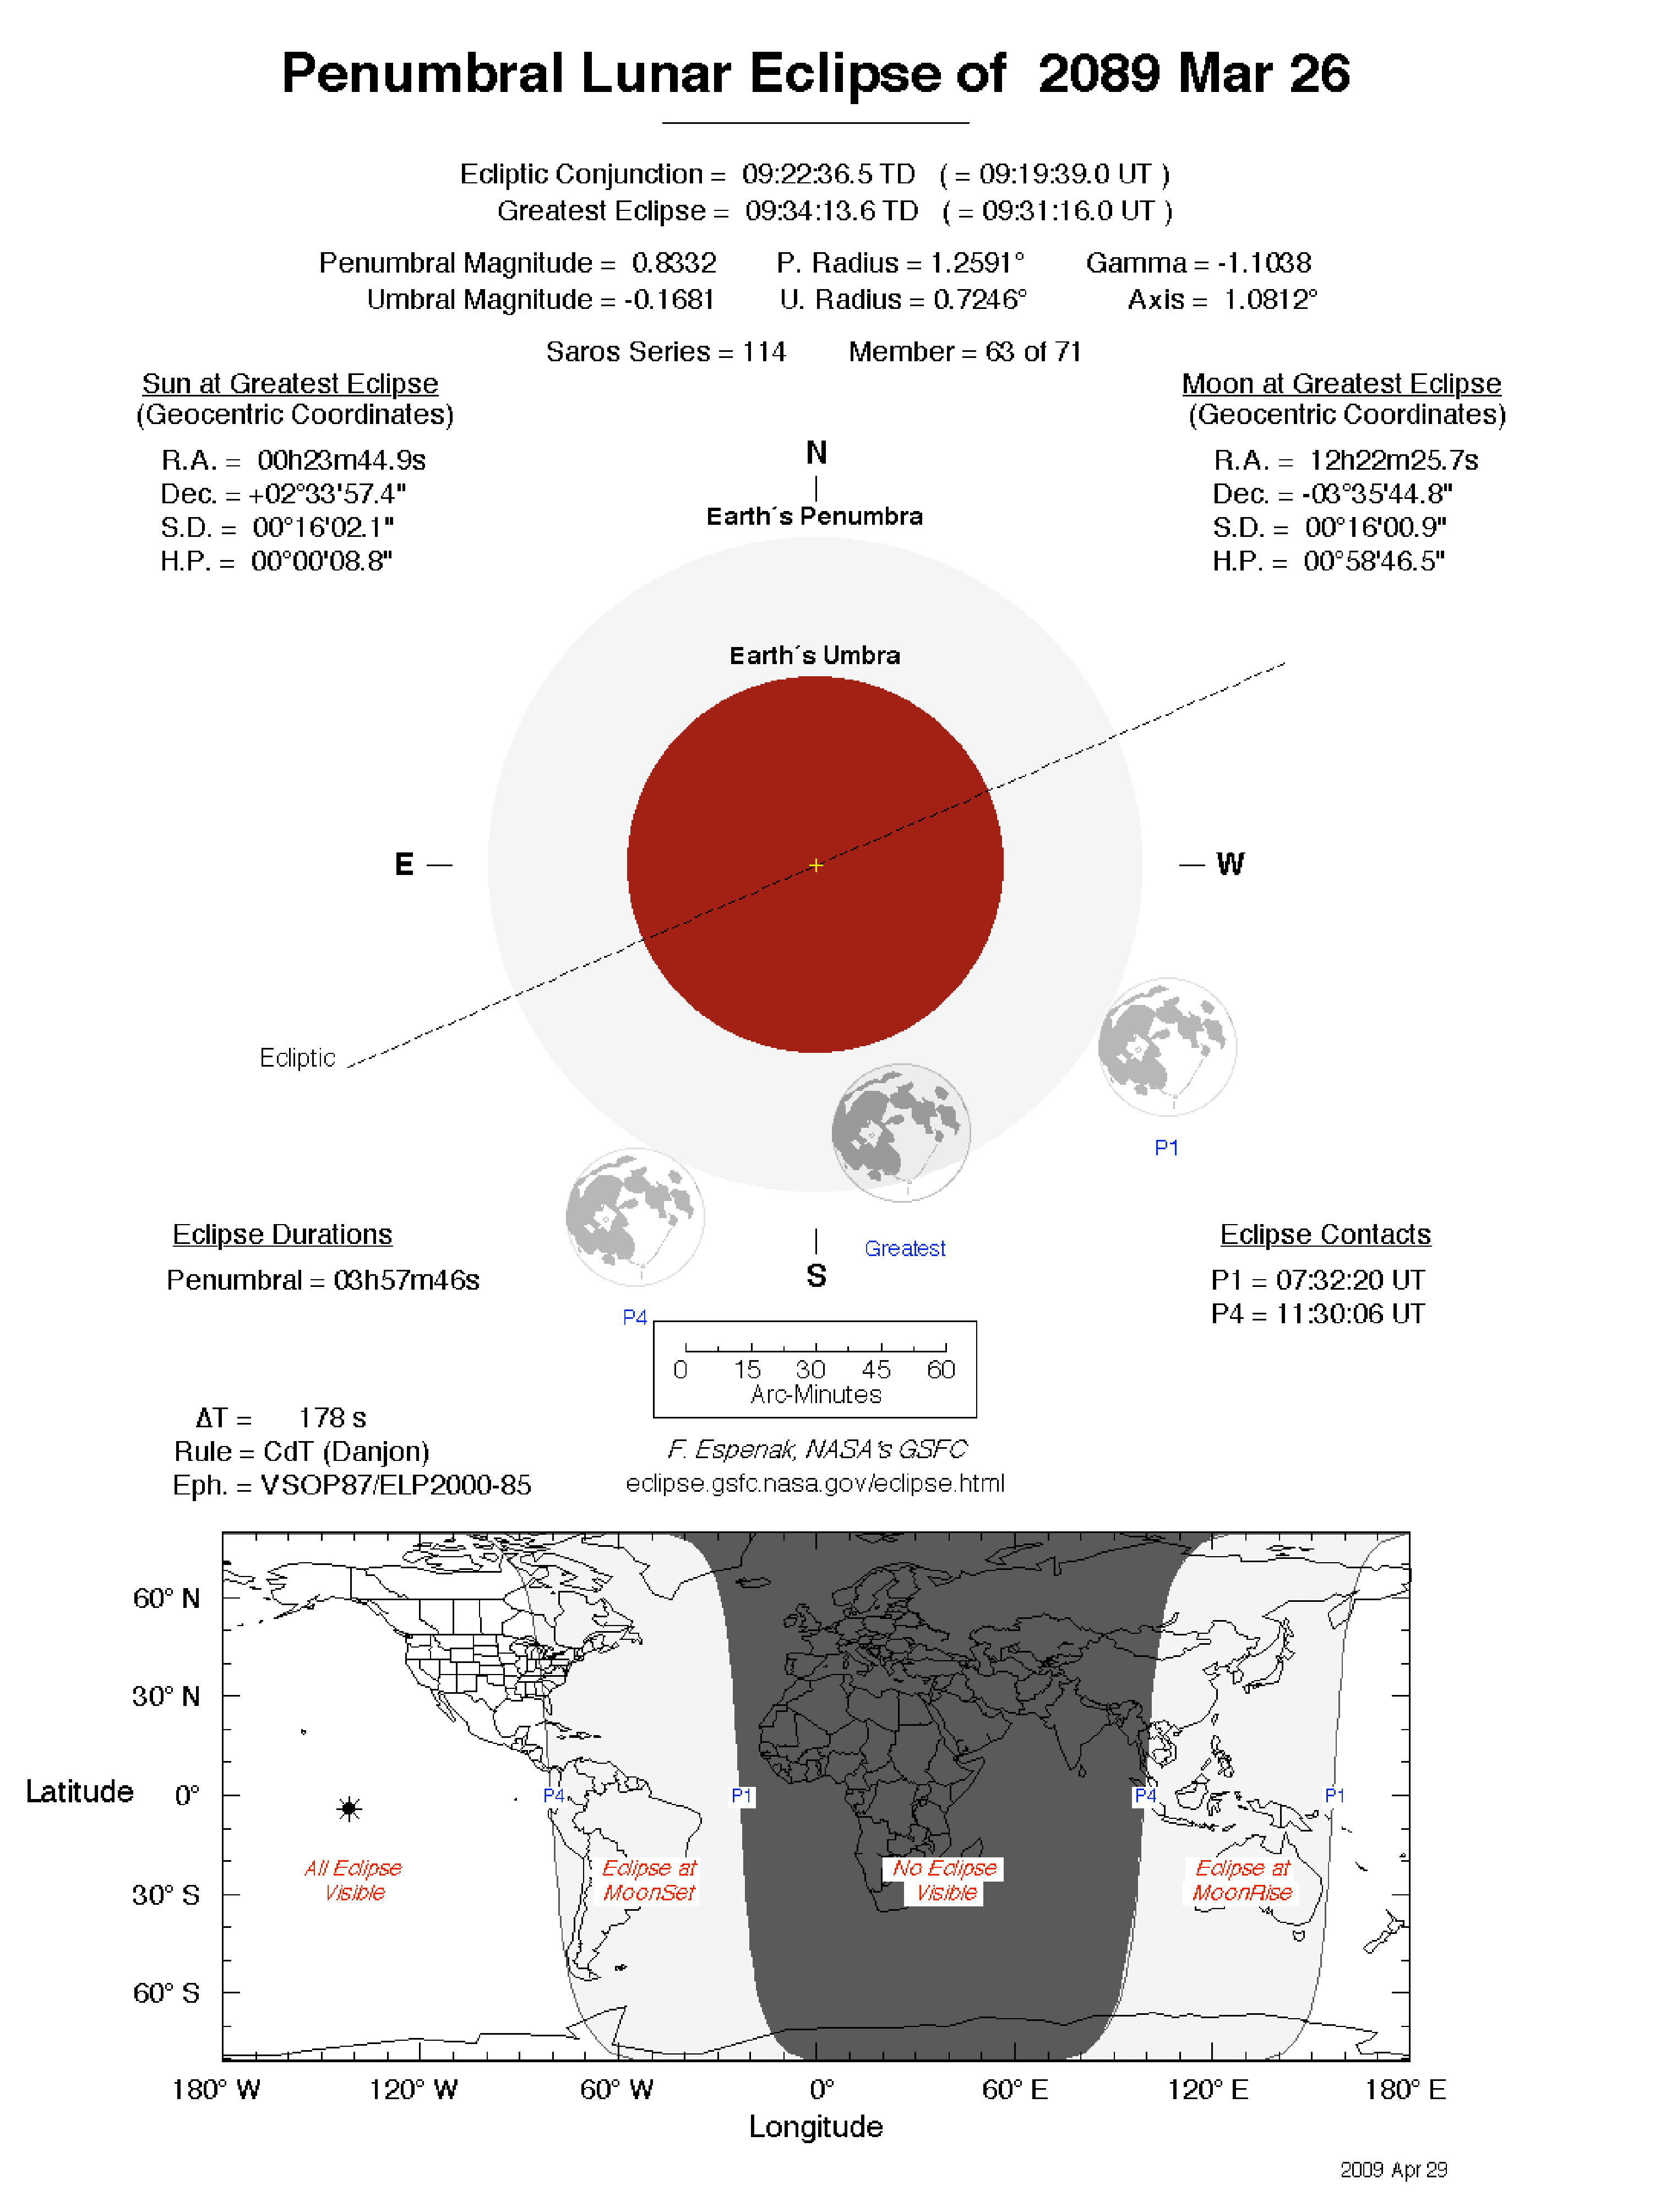 Penumbral Lunar Eclipse of 2089 Mar 26
Ecliptic Conjunction = 09:22:36.5 TD ( = 09:19:39.0 UT )
Greatest Eclipse = 09:34:13.6 TD ( = 09:31:16.0 UT )
Penumbral Magnitude = 0.8332 P. Radius = 1.2591° Gamma = -1.1038
Umbral Magnitude = -0.1681 U. Radius = 0.7246° Axis = 1.0812°
Saros Series = 114 Member = 63 of 71
Sun at Greatest Eclipse
(Geocentric Coordinates)
R.A. = 00h23m44.9s
Dec. = +02°33'57.4"
S.D. = 00°16'02.1"
H.P. = 00°00'08.8"
Moon at Greatest Eclipse
(Geocentric Coordinates)
R.A. = 12h22m25.7s
Dec. = -03°35'44.8"
S.D. = 00°16'00.9"
H.P. = 00°58'46.5"
N
Earth´s Penumbra
Earth´s Umbra
E
W
Ecliptic
P1
Greatest
S
P4
Eclipse Durations
Penumbral = 03h57m46s
Eclipse Contacts
P1 = 07:32:20 UT
P4 = 11:30:06 UT
0 15 30 45 60
Arc-Minutes
ΔT = 178 s
Rule = CdT (Danjon)
Eph. = VSOP87/ELP2000-85
F. Espenak, NASA's GSFC
eclipse.gsfc.nasa.gov/eclipse.html
60° N
30° N
Latitude 0°
30° S
60° S
P4 P1 P4 P1
All Eclipse
Visible
Eclipse at
MoonSet
No Eclipse
Visible
Eclipse at
MoonRise
180° W 120° W 60° W 0° 60° E 120° E 180° E
Longitude
2009 Apr 29